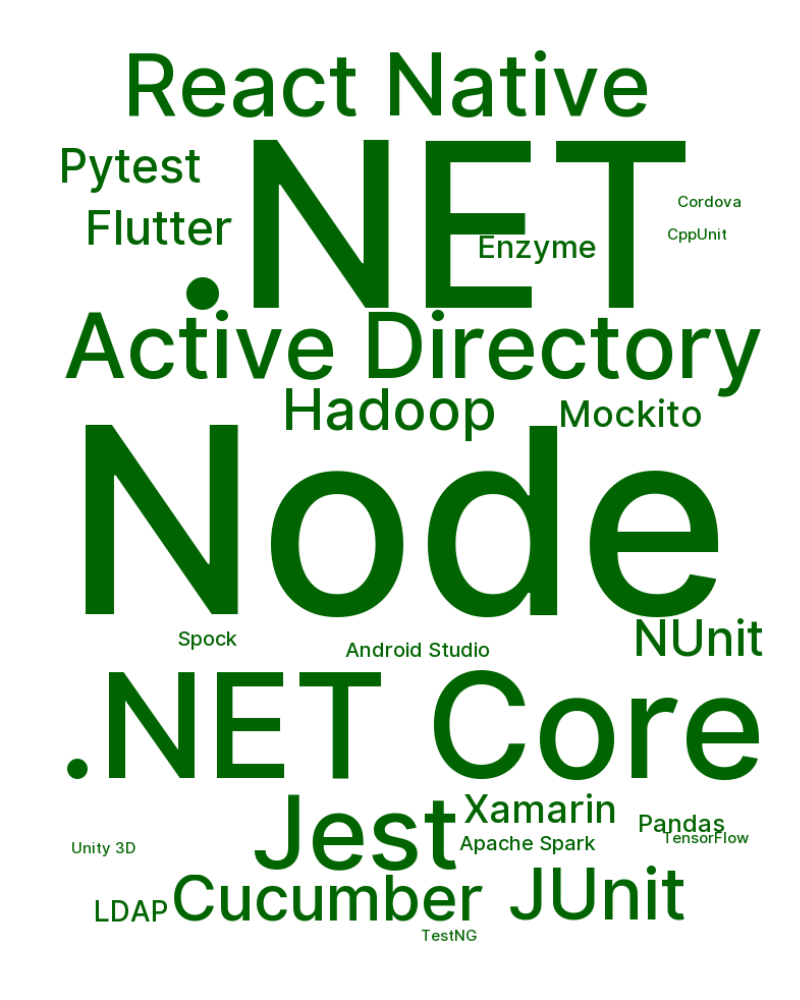 React Native
.NET
Pytest
Cordova
Flutter
CppUnit
Enzyme
Active Directory
Hadoop
Mockito
Node
Spock
NUnit
Android Studio
.NET Core
Jest
Xamarin
Pandas
TensorFlow
Apache Spark
Unity 3D
Cucumber
JUnit
LDAP
TestNG